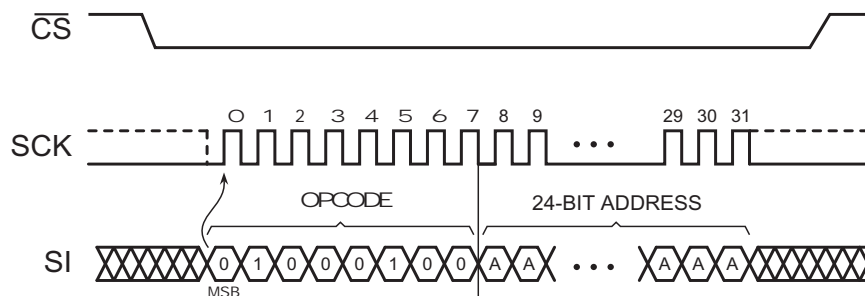 CS
0 1 2 3 4 5 6 7 8 9 29 30 31
SCK
OPCODE 24-BIT ADDRESS
SI 0 1 0 0 0 1 0 0 A A A A A
MSB